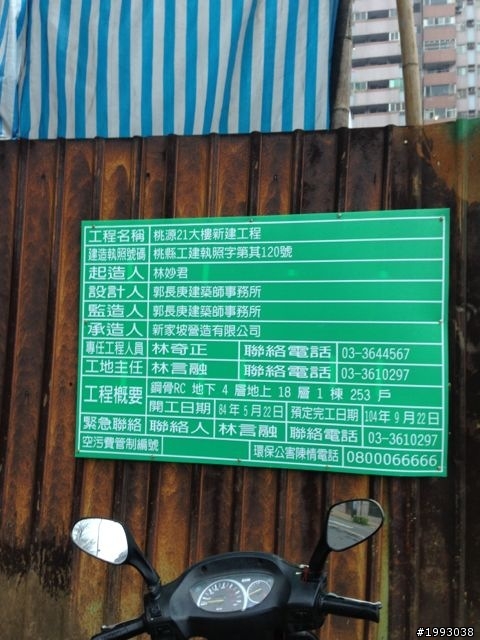 工程名稱 桃源21大樓新建工程
建造執照號碼 桃縣工建執照字第其120號
起造人 林妙君
設計人 郭長庚建築師事務所
監造人 郭長庚建築師事務所
承造人 新家坡營造有限公司
專任工程人員 林奇正 聯絡電話 03-3644567
工地主任 林言融 聯絡電話 03-3610297
工程概要 鋼骨RC 地下 4 層地上 18 層 1 棟 253 戶
開工日期 84 年 5 月 22 日 預定完工日期 104 年 9 月 22 日
緊急聯絡 聯絡人 林言融 聯絡電話 03-3610297
空污費管制編號 環保公害陳情電話 0800066666
#1993038